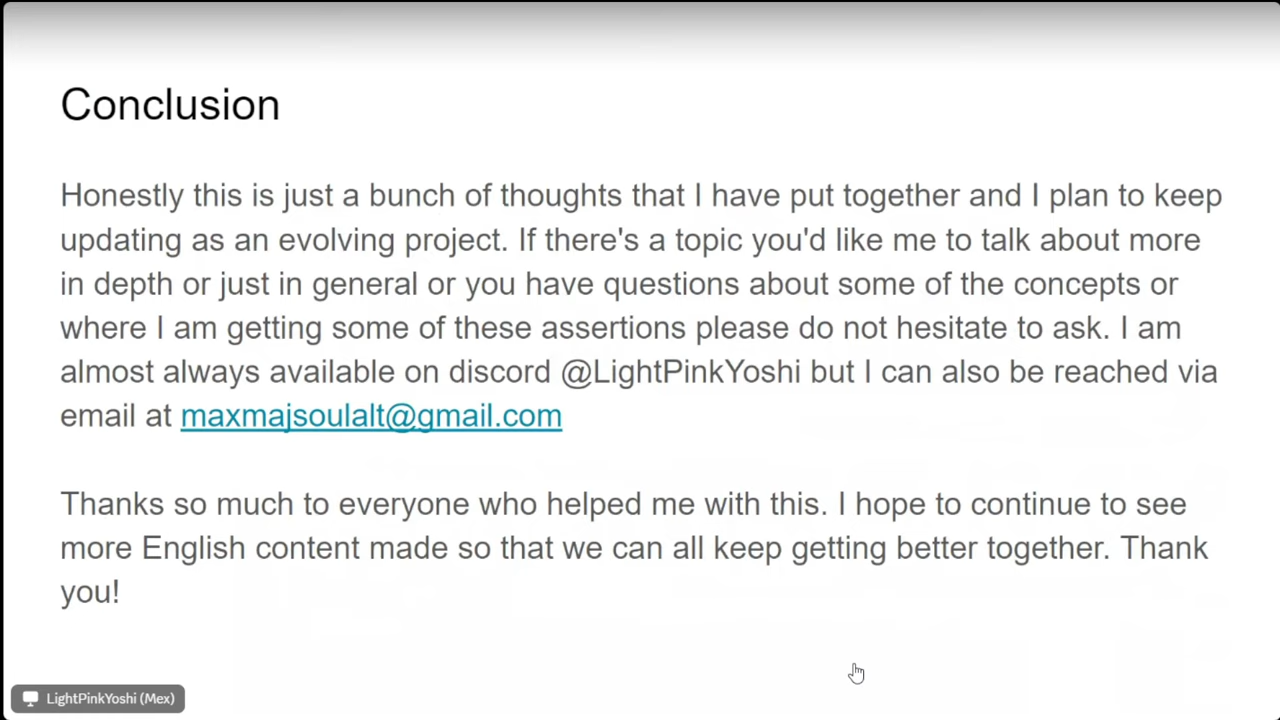 Conclusion
Honestly this is just a bunch of thoughts that I have put together and I plan to keep
updating as an evolving project. If there's a topic you'd like me to talk about more
in depth or just in general or you have questions about some of the concepts or
where I am getting some of these assertions please do not hesitate to ask. I am
almost always available on discord @LightPinkYoshi but I can also be reached via
email at maxmajsoulalt@gmail.com
Thanks so much to everyone who helped me with this. I hope to continue to see
more English content made so that we can all keep getting better together. Thank
you!
LightPinkYoshi (Mex)